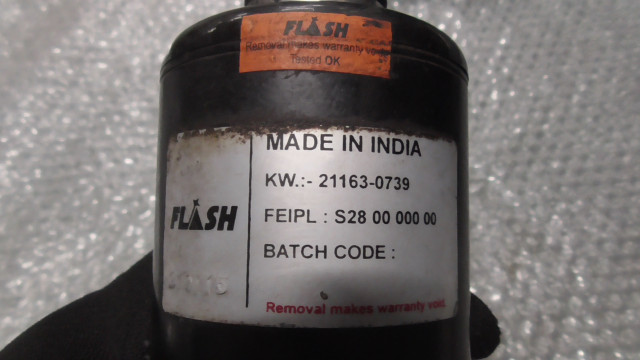 FLASH
Removal makes warranty void.
Tested OK
MADE IN INDIA
KW.:- 21163-0739
FLASH
FEIPL : S28 00 000 00
BATCH CODE :
Removal makes warranty void.